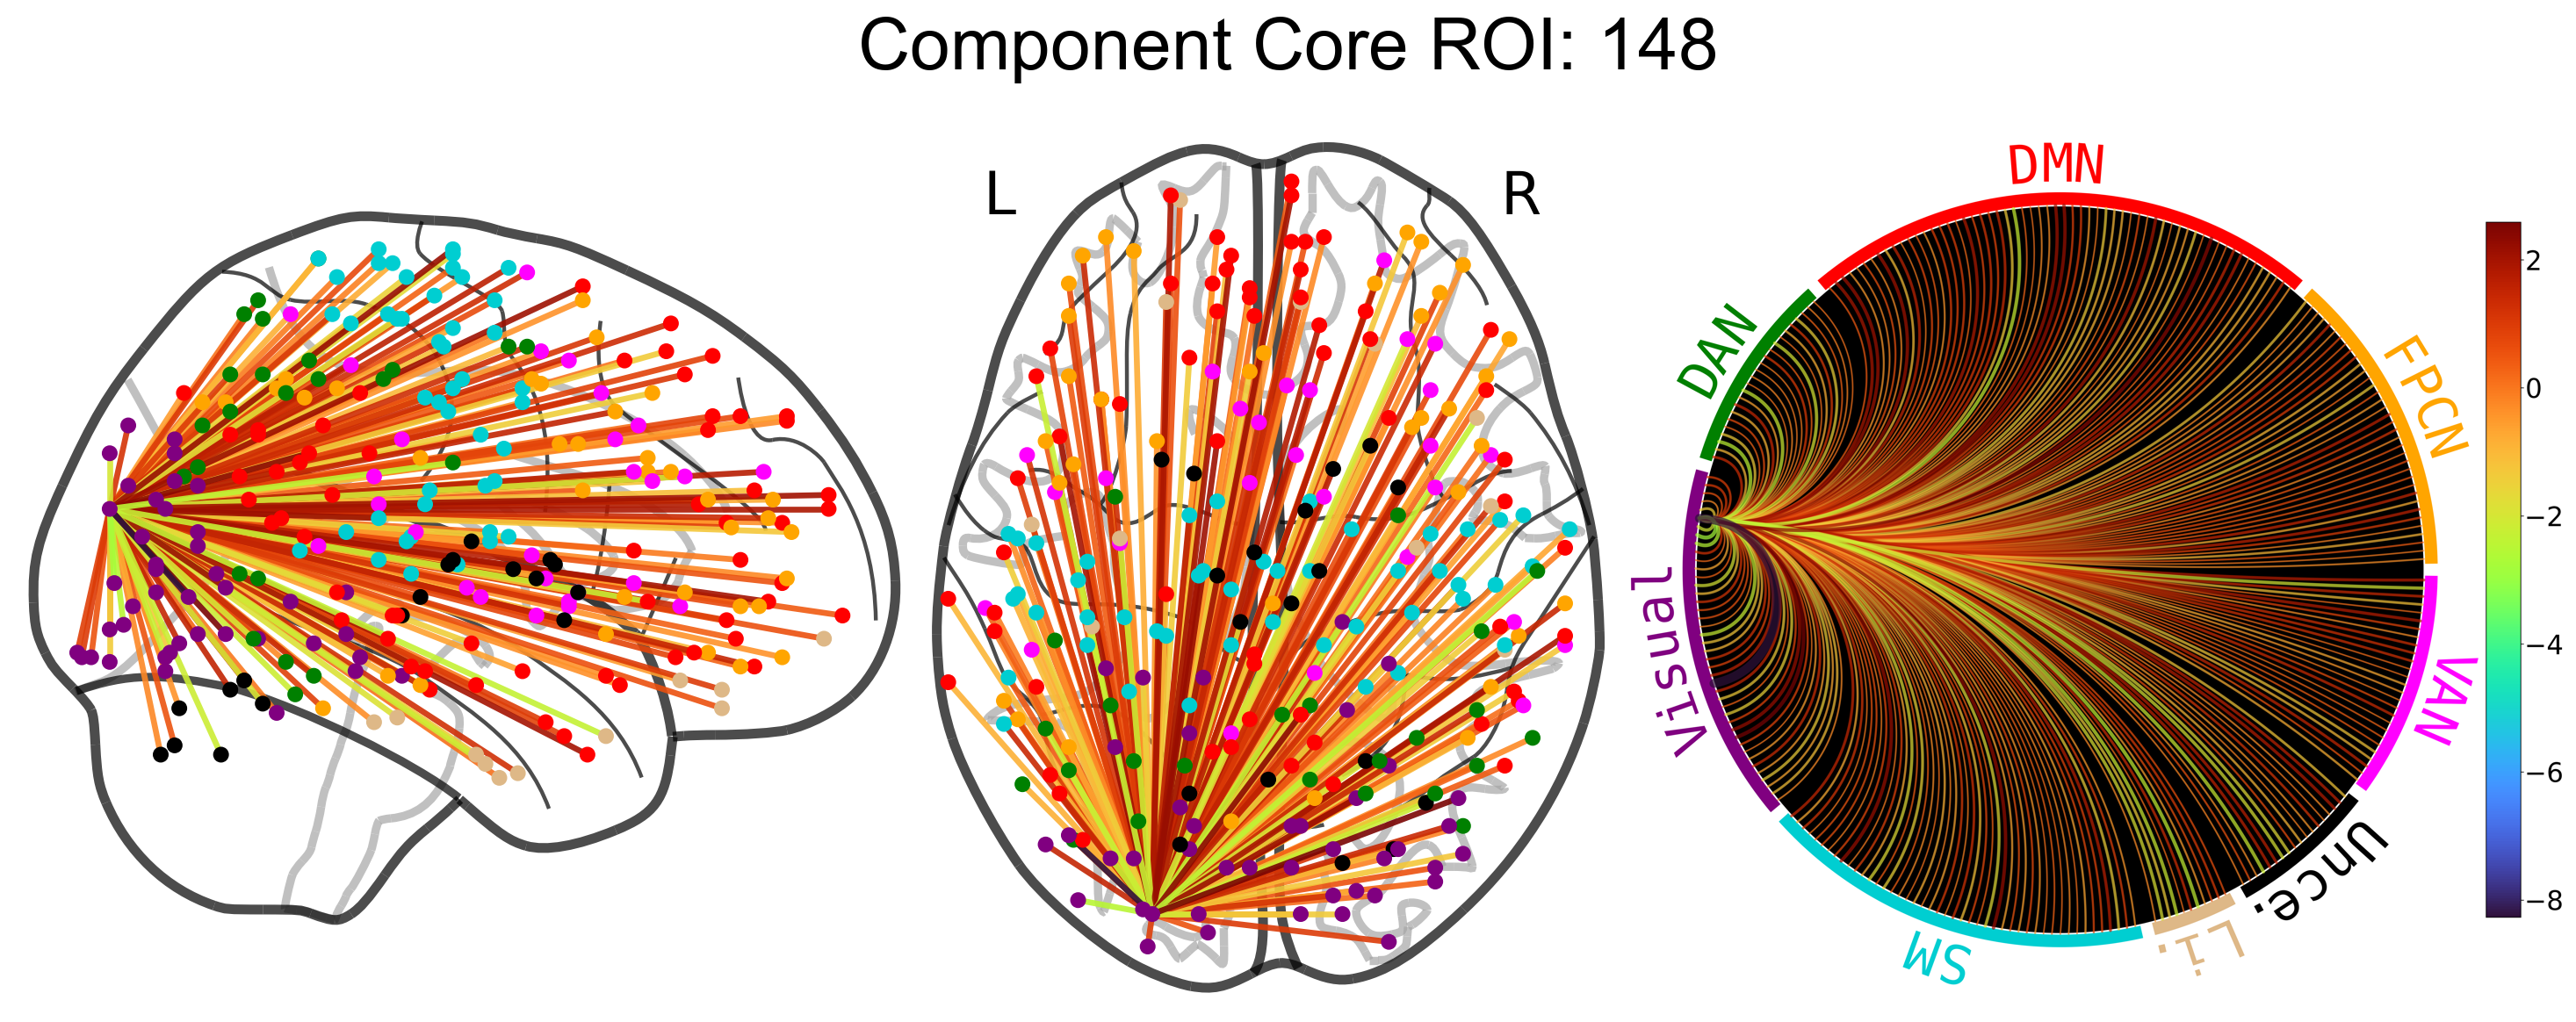 Component Core ROI: 148
L
R
DMN
FPCN
VAN
Unce.
Li.
SM
Visual
DAN
2
0
−2
−4
−6
−8